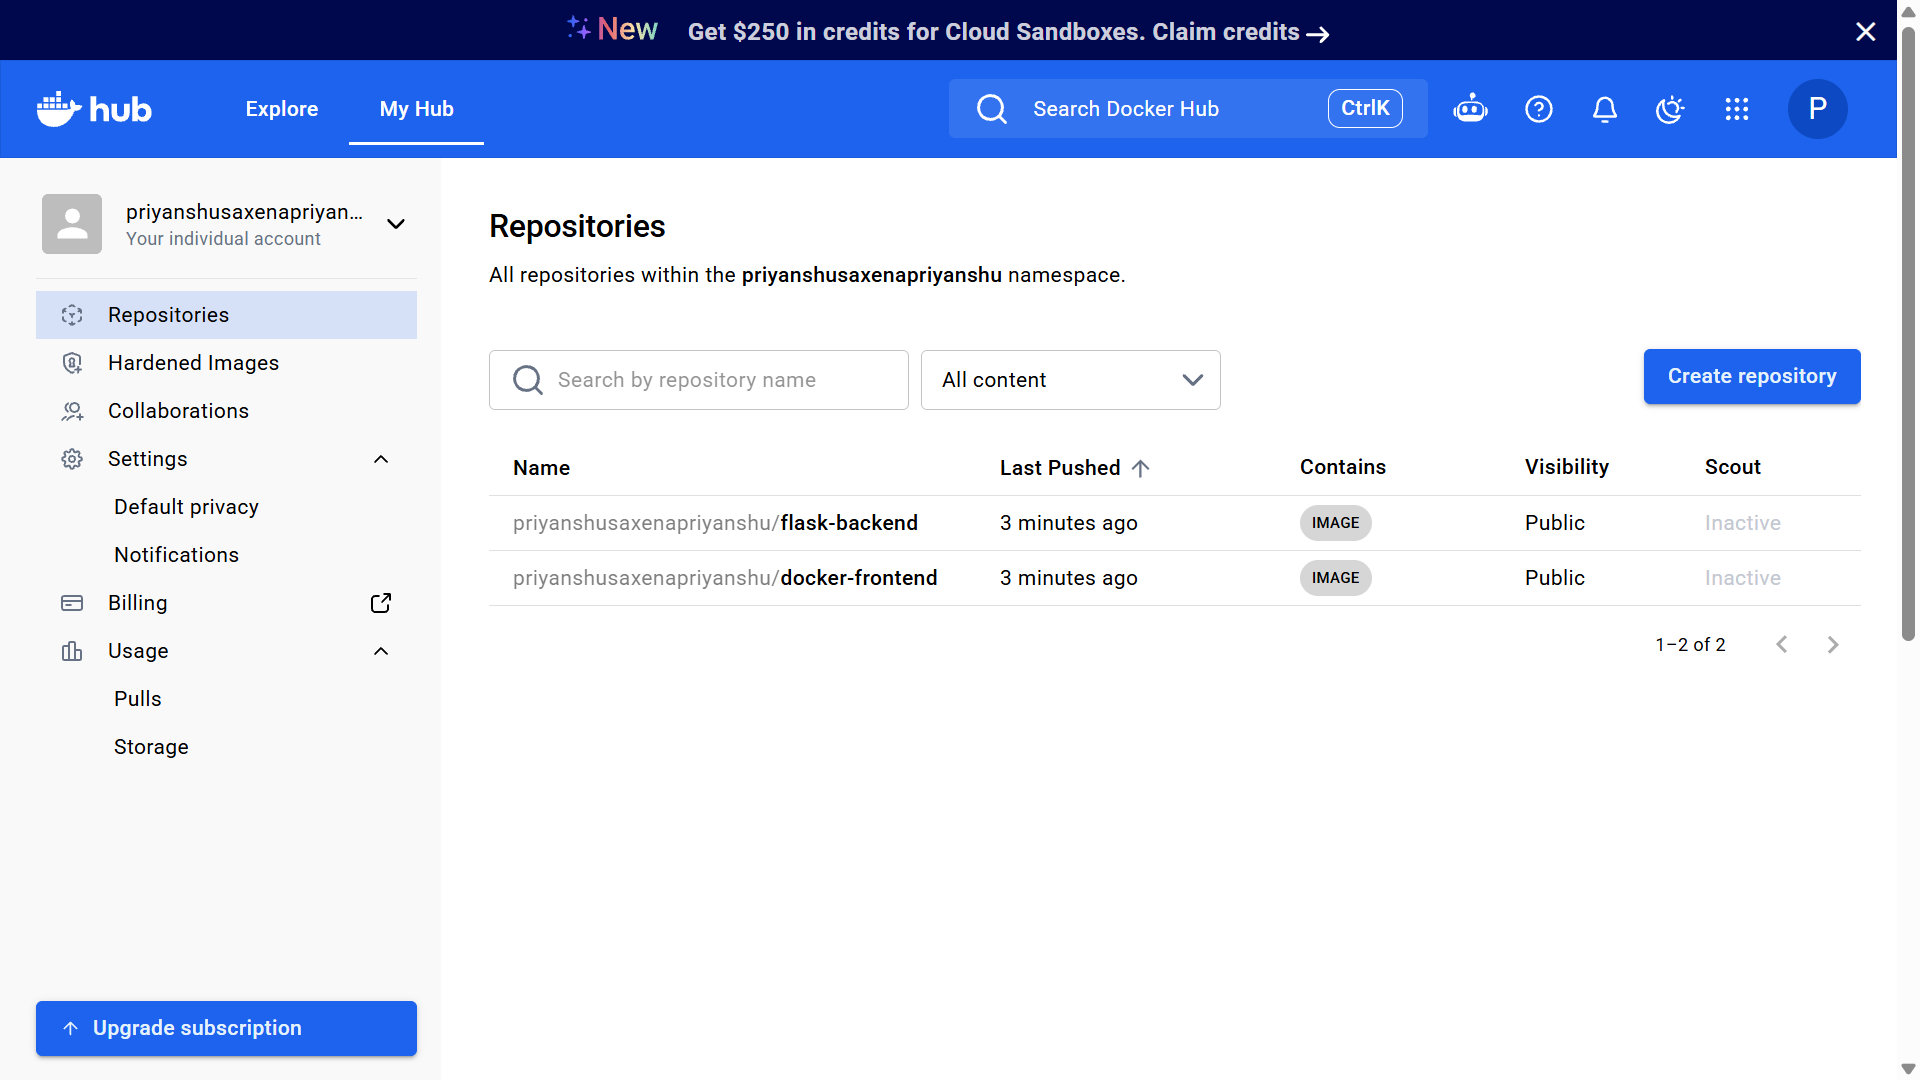 New Get $250 in credits for Cloud Sandboxes. Claim credits →
hub Explore My Hub Search Docker Hub CtrlK P
priyanshusaxenapriyan...
Your individual account
Repositories
Hardened Images
Collaborations
Settings
Default privacy
Notifications
Billing
Usage
Pulls
Storage
Upgrade subscription
Repositories
All repositories within the priyanshusaxenapriyanshu namespace.
Search by repository name All content Create repository
Name Last Pushed ↑ Contains Visibility Scout
priyanshusaxenapriyanshu/flask-backend 3 minutes ago IMAGE Public Inactive
priyanshusaxenapriyanshu/docker-frontend 3 minutes ago IMAGE Public Inactive
1–2 of 2